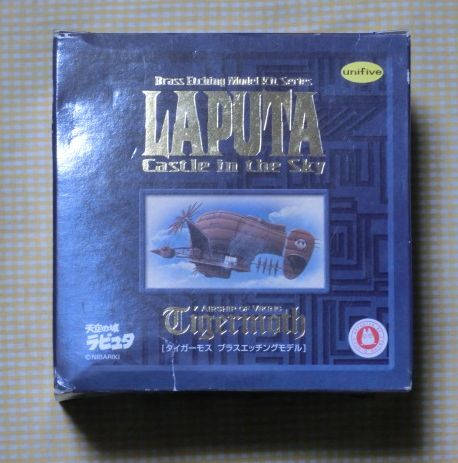 Brass Etching Model Kit Series
unifive
LAPUTA
Castle in the Sky
AIRSHIP OF VIKING
Tigermoth
[タイガーモス ブラスエッチングモデル]
天空の城
ラピュタ
©NIBARIKI